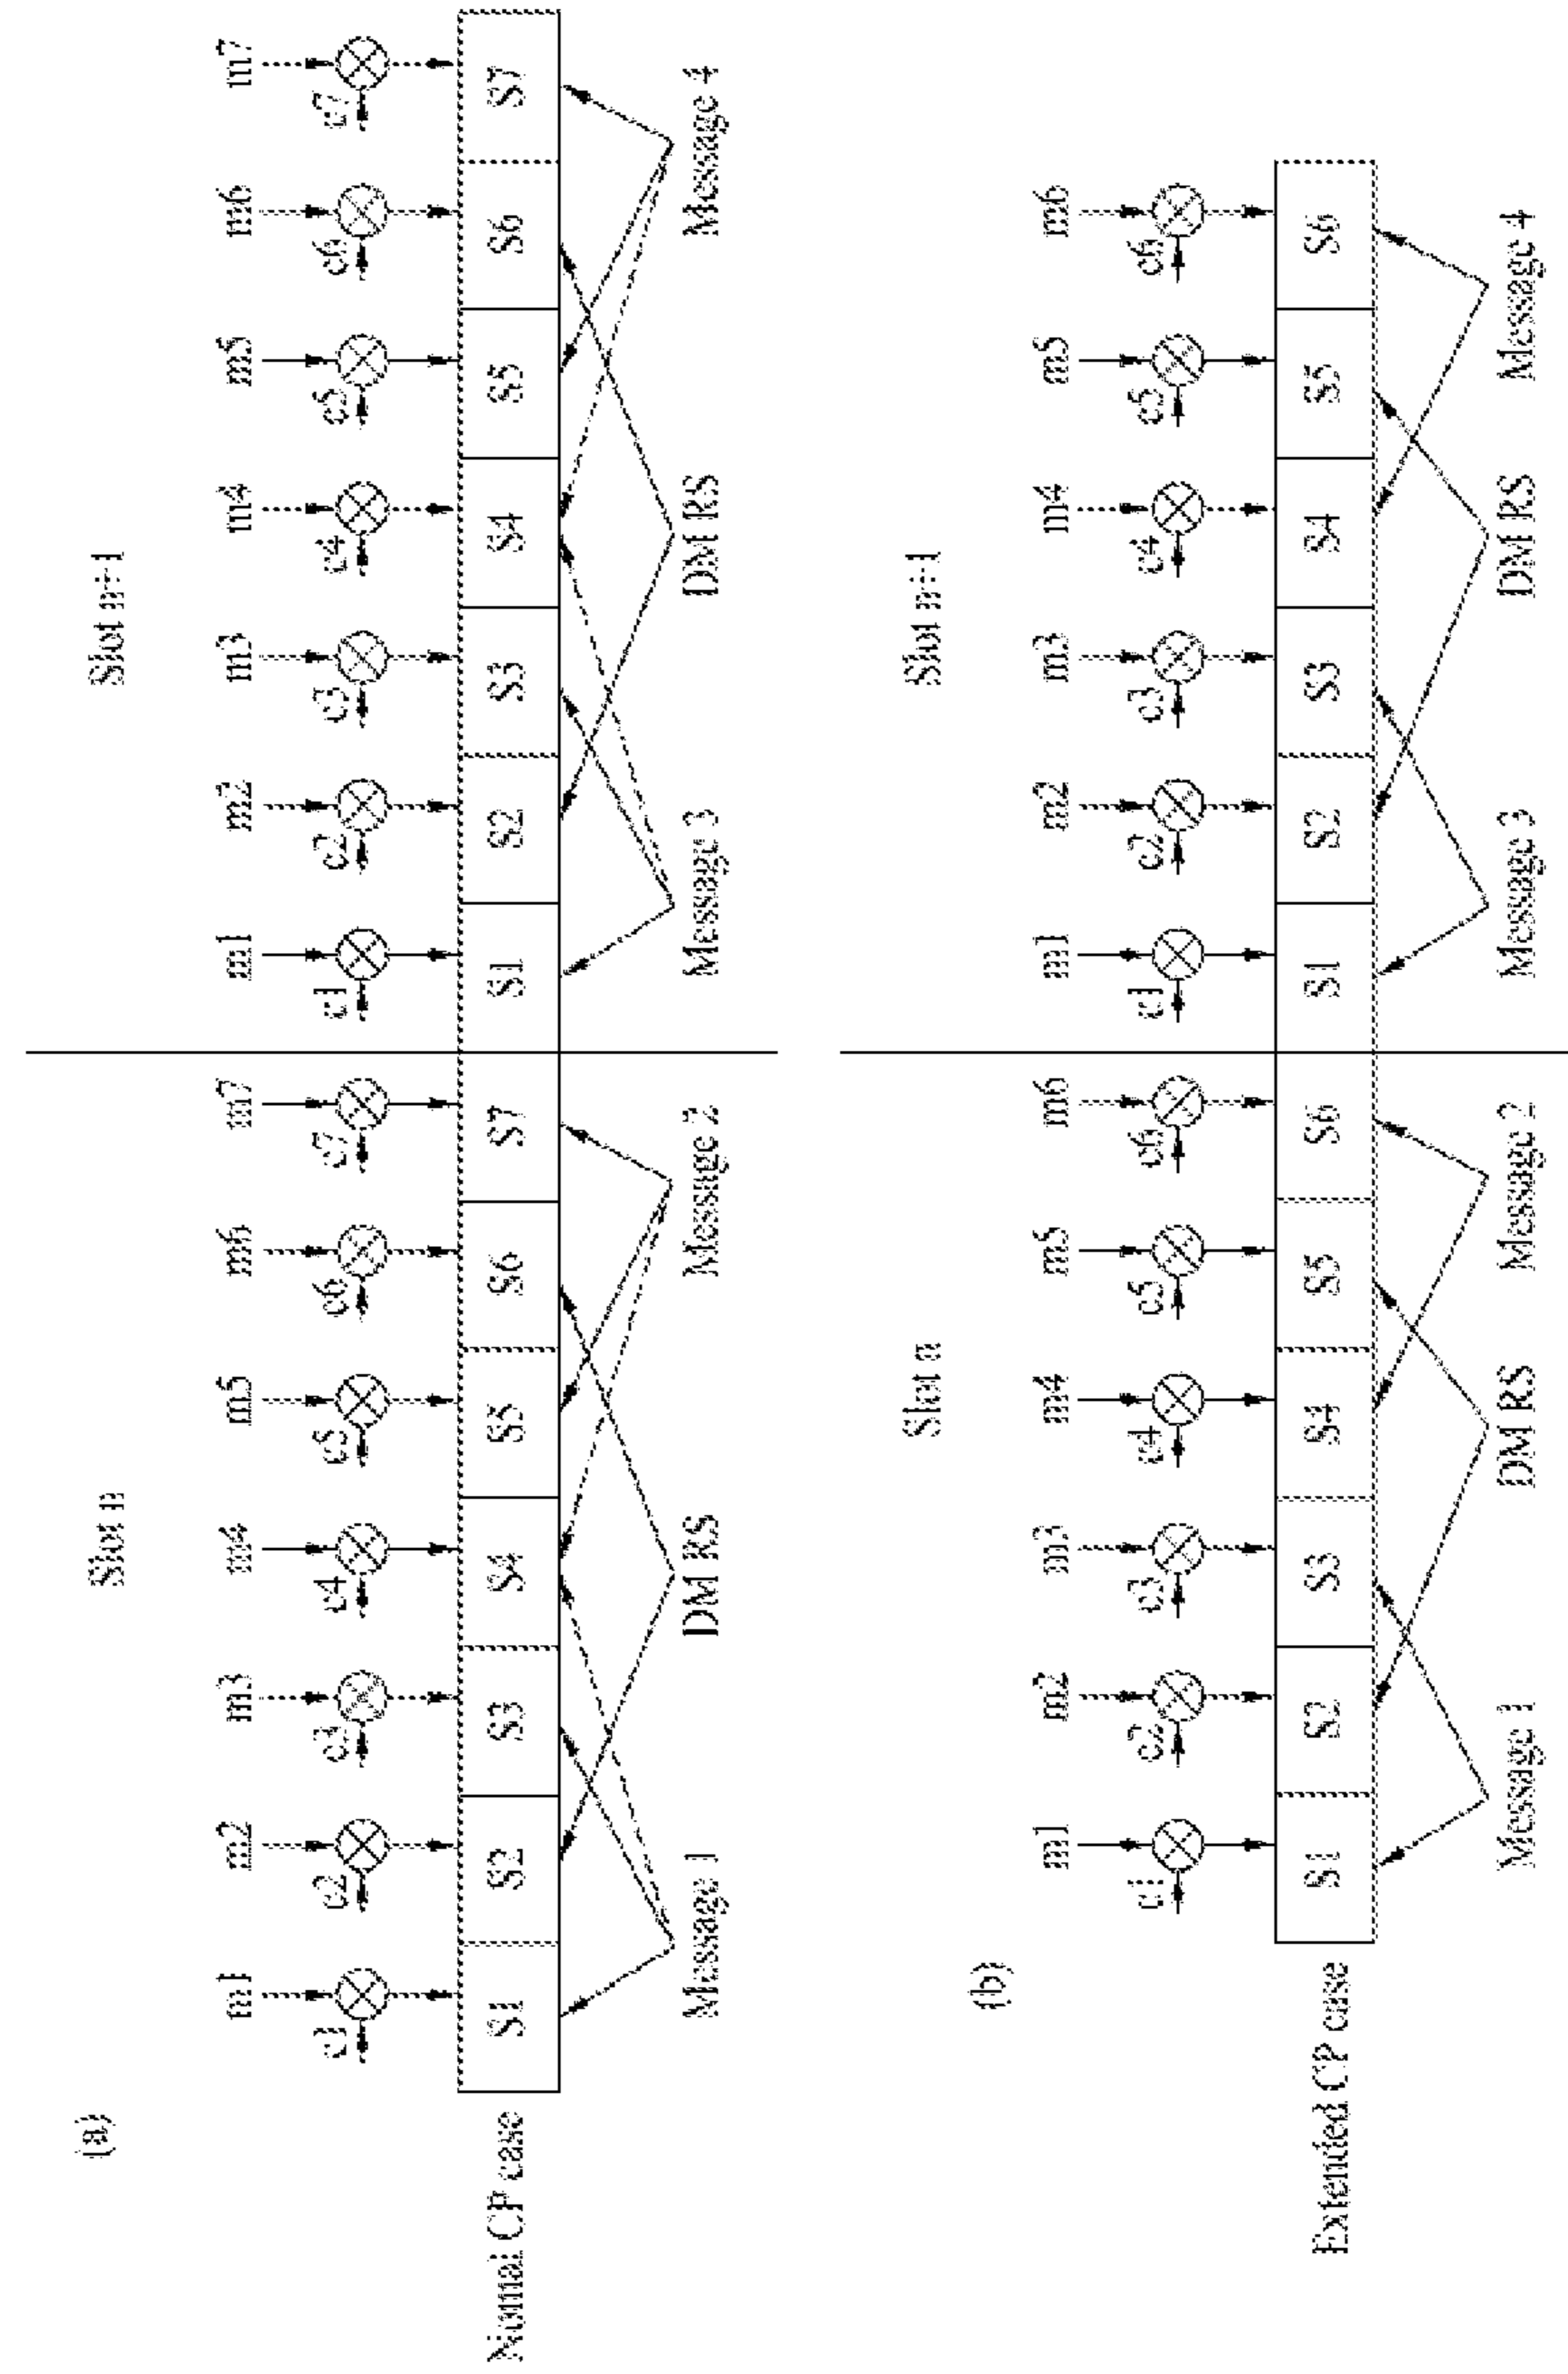 (a)
Slot n
Slot n+1
m1 m2 m3 m4 m5 m6 m7 m1 m2 m3 m4 m5 m6 m7
c1 c2 c3 c4 c5 c6 c7 c1 c2 c3 c4 c5 c6 c7
Nomal CP case
S1 S2 S3 S4 S5 S6 S7 S1 S2 S3 S4 S5 S6 S7
Message 1 DM RS Message 2 Message 3 DM RS Message 4
(b)
Slot n
Slot n+1
m1 m2 m3 m4 m5 m6 m1 m2 m3 m4 m5 m6
c1 c2 c3 c4 c5 c6 c1 c2 c3 c4 c5 c6
Extended CP case
S1 S2 S3 S4 S5 S6 S1 S2 S3 S4 S5 S6
Message 1 DM RS Message 2 Message 3 DM RS Message 4